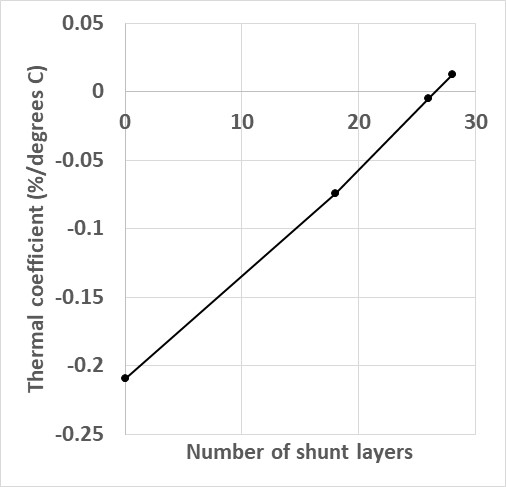 Thermal coefficient (%/degrees C)
0.05
0
-0.05
-0.1
-0.15
-0.2
-0.25
0 10 20 30
Number of shunt layers